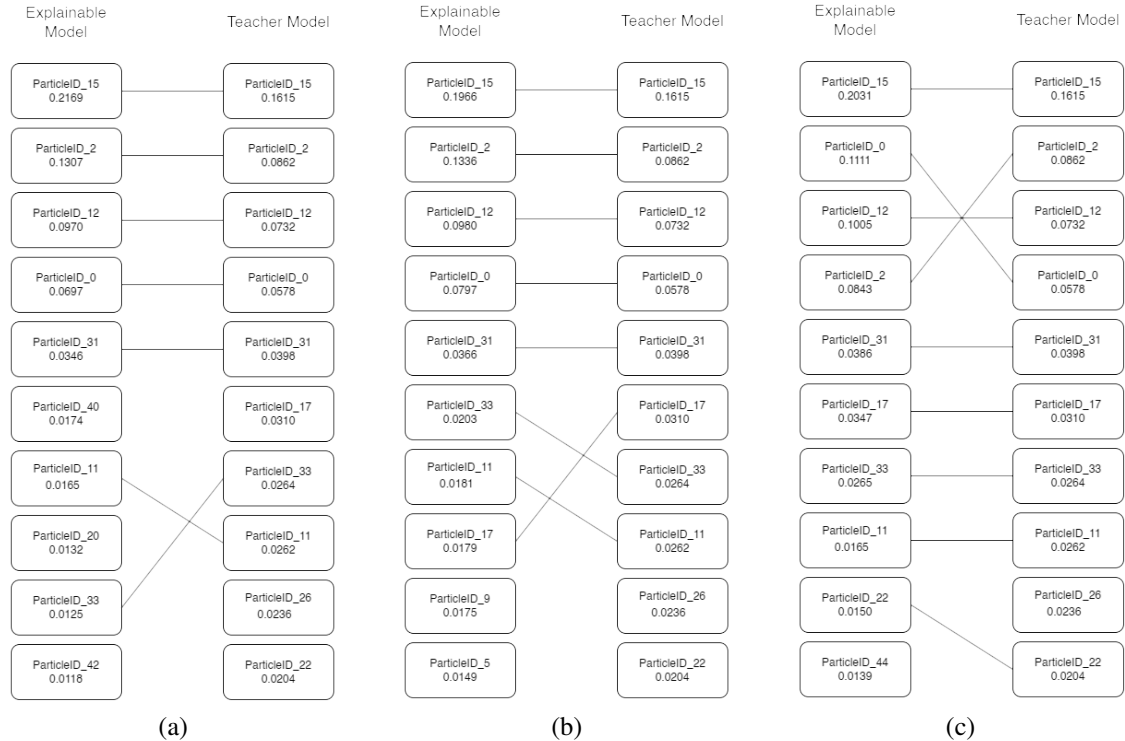 Explainable
Model
Teacher Model
ParticleID_15
0.2169
ParticleID_15
0.1615
ParticleID_2
0.1307
ParticleID_2
0.0862
ParticleID_12
0.0970
ParticleID_12
0.0732
ParticleID_0
0.0697
ParticleID_0
0.0578
ParticleID_31
0.0346
ParticleID_31
0.0398
ParticleID_40
0.0174
ParticleID_17
0.0310
ParticleID_11
0.0165
ParticleID_33
0.0264
ParticleID_20
0.0132
ParticleID_11
0.0262
ParticleID_33
0.0125
ParticleID_26
0.0236
ParticleID_42
0.0118
ParticleID_22
0.0204
(a)
Explainable
Model
Teacher Model
ParticleID_15
0.1966
ParticleID_15
0.1615
ParticleID_2
0.1336
ParticleID_2
0.0862
ParticleID_12
0.0980
ParticleID_12
0.0732
ParticleID_0
0.0797
ParticleID_0
0.0578
ParticleID_31
0.0366
ParticleID_31
0.0398
ParticleID_33
0.0203
ParticleID_17
0.0310
ParticleID_11
0.0181
ParticleID_33
0.0264
ParticleID_17
0.0179
ParticleID_11
0.0262
ParticleID_9
0.0175
ParticleID_26
0.0236
ParticleID_5
0.0149
ParticleID_22
0.0204
(b)
Explainable
Model
Teacher Model
ParticleID_15
0.2031
ParticleID_15
0.1615
ParticleID_0
0.1111
ParticleID_2
0.0862
ParticleID_12
0.1005
ParticleID_12
0.0732
ParticleID_2
0.0843
ParticleID_0
0.0578
ParticleID_31
0.0386
ParticleID_31
0.0398
ParticleID_17
0.0347
ParticleID_17
0.0310
ParticleID_33
0.0265
ParticleID_33
0.0264
ParticleID_11
0.0165
ParticleID_11
0.0262
ParticleID_22
0.0150
ParticleID_26
0.0236
ParticleID_44
0.0139
ParticleID_22
0.0204
(c)